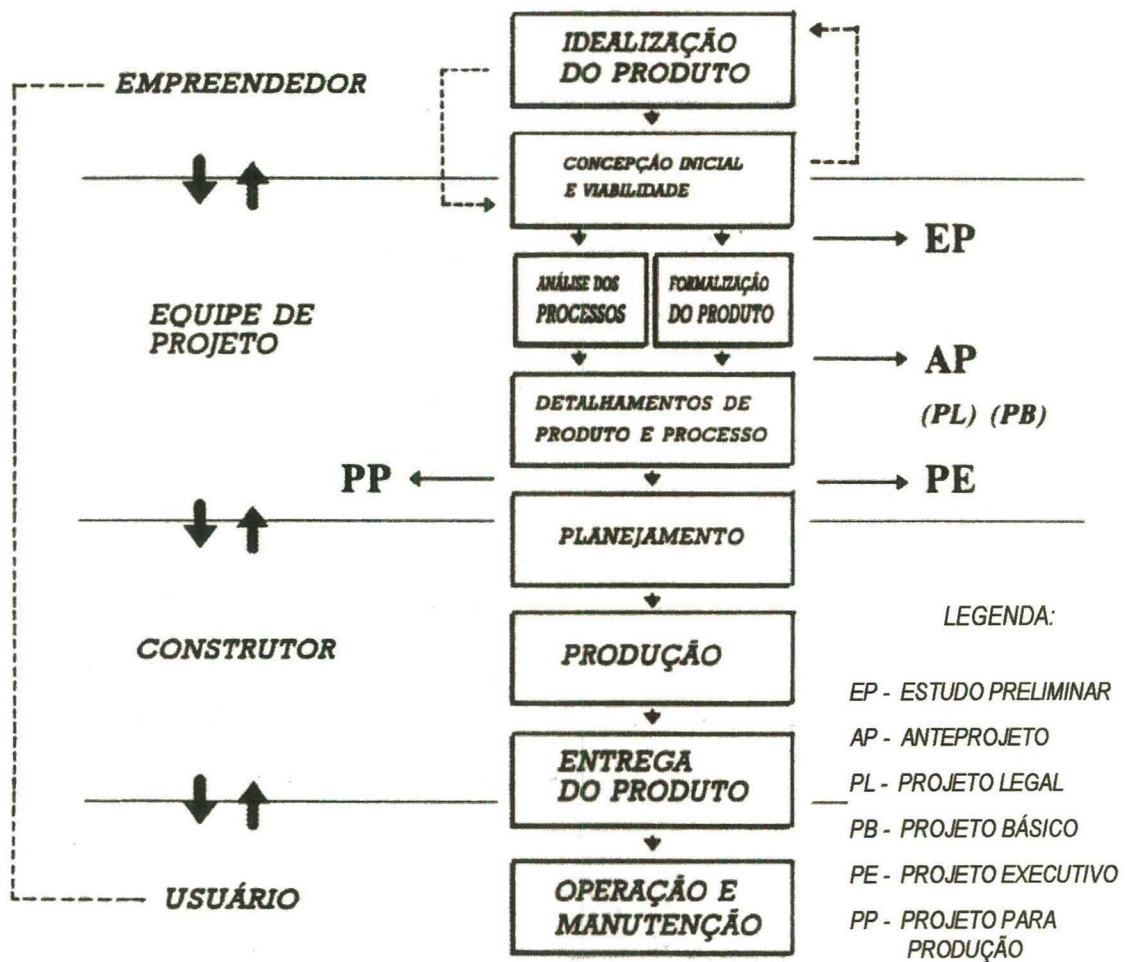 IDEALIZAÇÃO
DO PRODUTO
EMPREENDEDOR
CONCEPÇÃO INICIAL
E VIABILIDADE
EP
ANÁLISE DOS
PROCESSOS
FORMALIZAÇÃO
DO PRODUTO
EQUIPE DE
PROJETO
AP
(PL) (PB)
DETALHAMENTOS DE
PRODUTO E PROCESSO
PP
PE
PLANEJAMENTO
CONSTRUTOR
PRODUÇÃO
ENTREGA
DO PRODUTO
USUÁRIO
OPERAÇÃO E
MANUTENÇÃO
LEGENDA:
EP - ESTUDO PRELIMINAR
AP - ANTEPROJETO
PL - PROJETO LEGAL
PB - PROJETO BÁSICO
PE - PROJETO EXECUTIVO
PP - PROJETO PARA
PRODUÇÃO